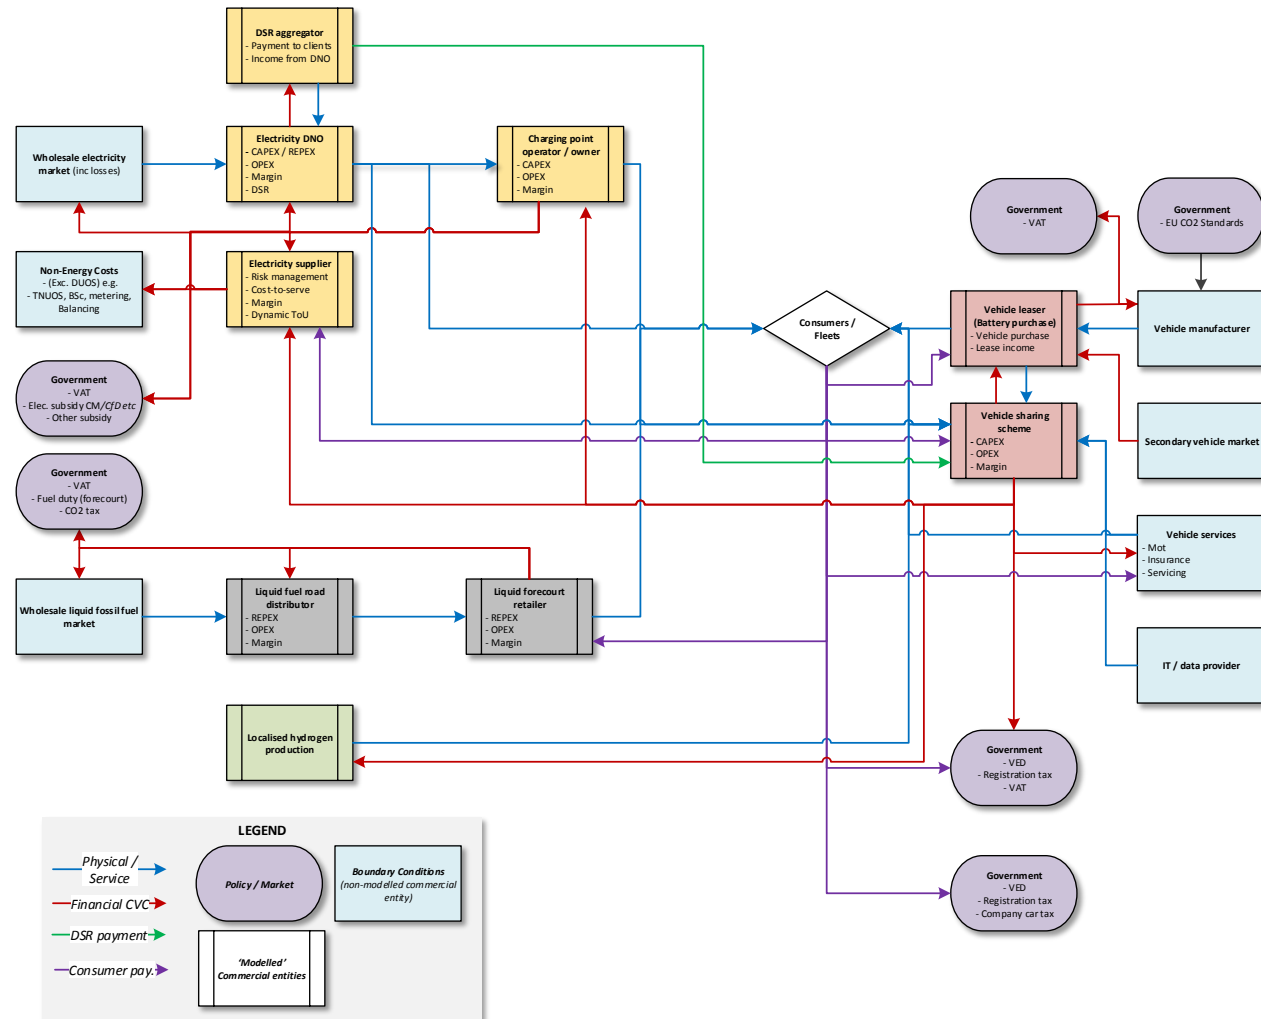 DSR aggregator
- Payment to clients
- Income from DNO
Wholesale electricity
market (inc losses)
Electricity DNO
- CAPEX / REPEX
- OPEX
- Margin
- DSR
Charging point
operator / owner
- CAPEX
- OPEX
- Margin
Government
- VAT
Government
- EU CO2 Standards
Non-Energy Costs
- (Exc. DUOS) e.g.
- TNUOS, BSc, metering,
Balancing
Electricity supplier
- Risk management
- Cost-to-serve
- Margin
- Dynamic ToU
Consumers /
Fleets
Vehicle leaser
(Battery purchase)
- Vehicle purchase
- Lease income
Vehicle manufacturer
Government
- VAT
- Elec. subsidy CM/CfD etc
- Other subsidy
Vehicle sharing
scheme
- CAPEX
- OPEX
- Margin
Secondary vehicle market
Government
- VAT
- Fuel duty (forecourt)
- CO2 tax
Vehicle services
- Mot
- Insurance
- Servicing
Wholesale liquid fossil fuel
market
Liquid fuel road
distributor
- REPEX
- OPEX
- Margin
Liquid forecourt
retailer
- REPEX
- OPEX
- Margin
IT / data provider
Localised hydrogen
production
Government
- VED
- Registration tax
- VAT
Government
- VED
- Registration tax
- Company car tax
LEGEND
Physical /
Service
Financial CVC
DSR payment
Consumer pay.
Policy / Market
Boundary Conditions
(non-modelled commercial
entity)
'Modelled'
Commercial entities